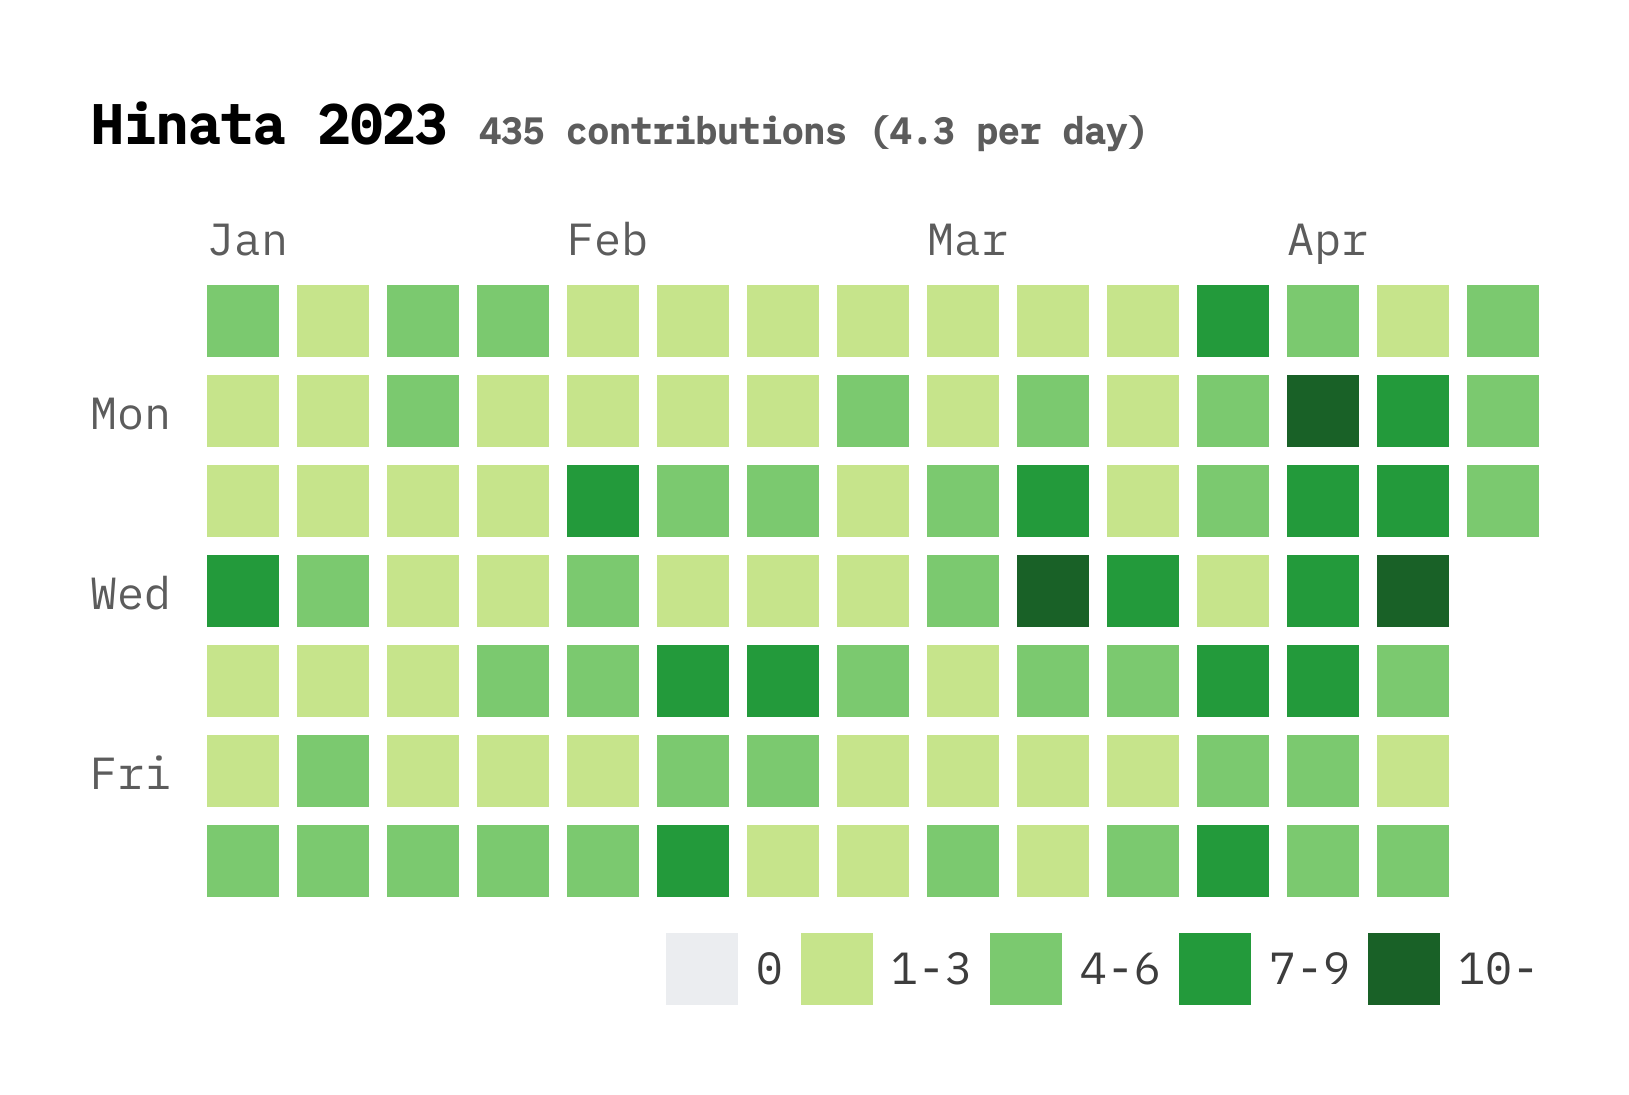 Hinata 2023 435 contributions (4.3 per day)
Jan Feb Mar Apr
Mon
Wed
Fri
0 1-3 4-6 7-9 10-